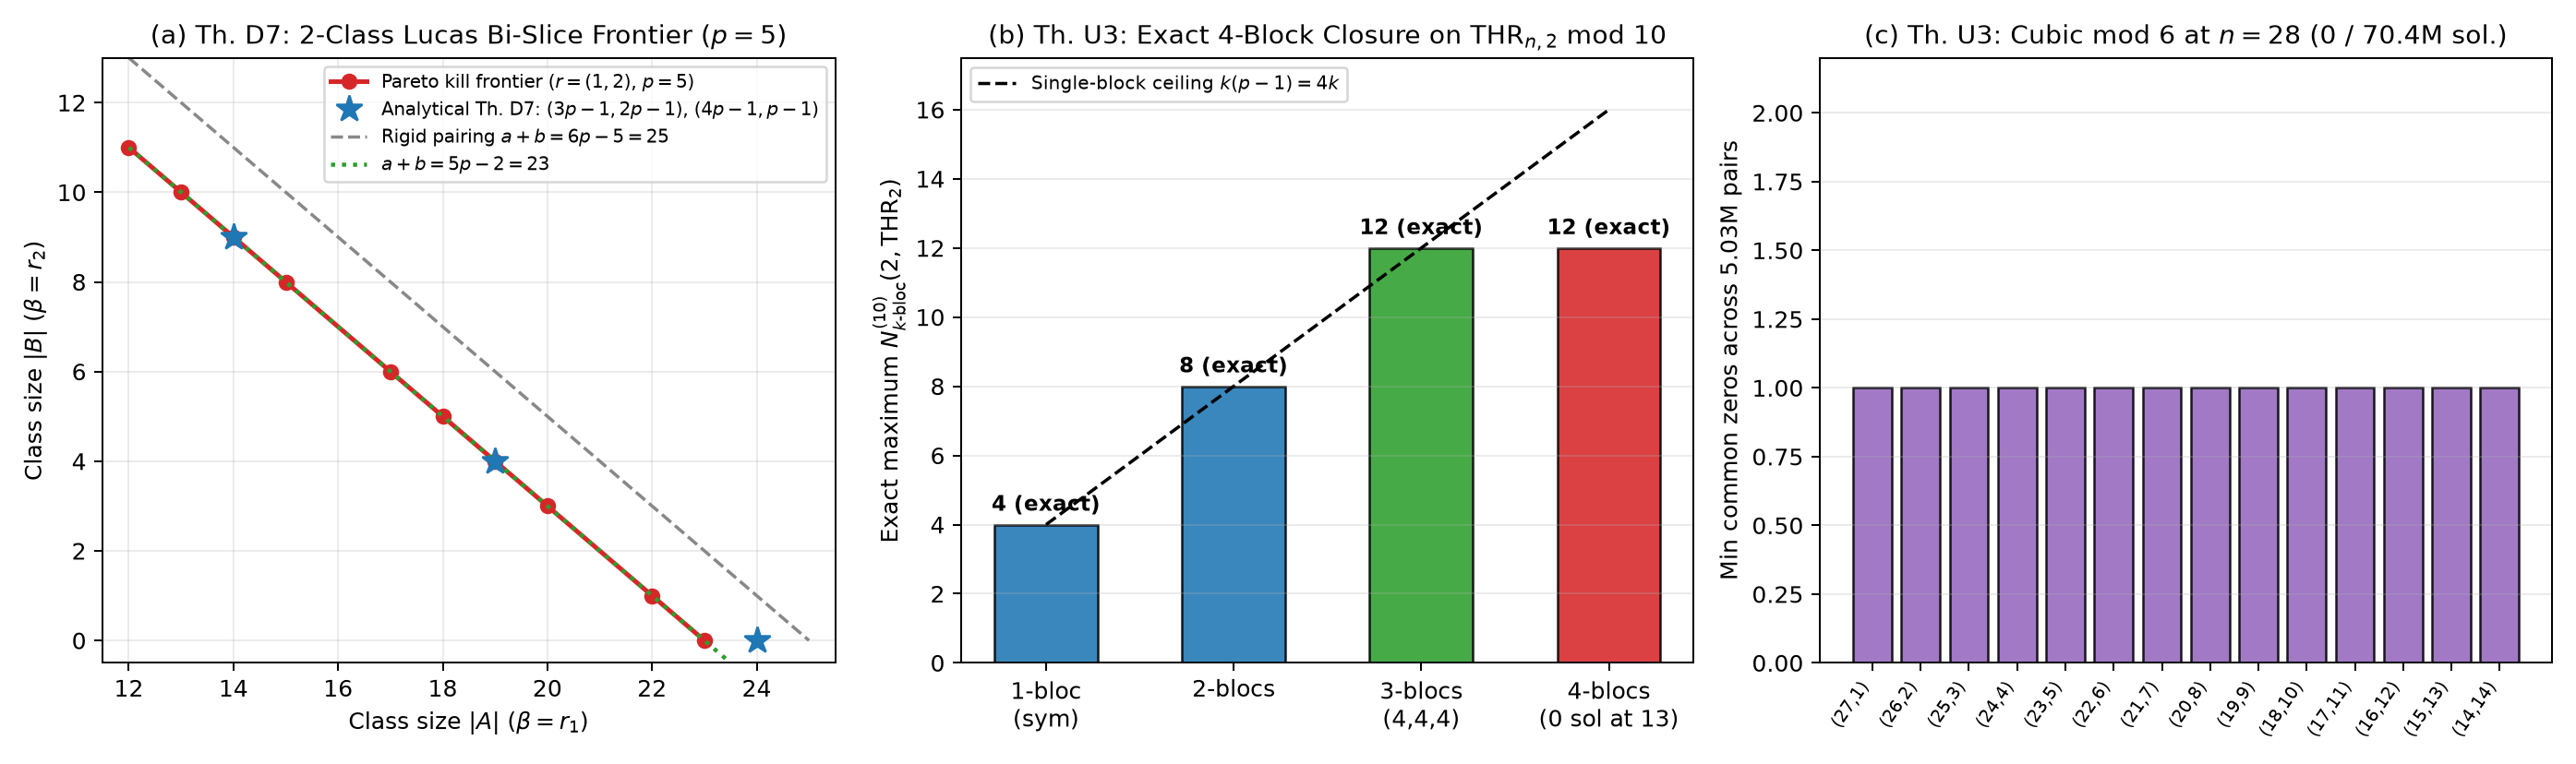 (a) Th. D7: 2-Class Lucas Bi-Slice Frontier (p = 5)
Pareto kill frontier (r = (1, 2), p = 5)
Analytical Th. D7: (3p − 1, 2p − 1), (4p − 1, p − 1)
Rigid pairing a + b = 6p − 5 = 25
a + b = 5p − 2 = 23
Class size |B| (β = r₂)
12
10
8
6
4
2
0
12 14 16 18 20 22 24
Class size |A| (β = r₁)
(b) Th. U3: Exact 4-Block Closure on THRₙ,₂ mod 10
Single-block ceiling k(p − 1) = 4k
Exact maximum N^{(10)}_{k-bloc}(2, THR₂)
16
14
12
10
8
6
4
2
0
4 (exact)
8 (exact)
12 (exact)
12 (exact)
1-bloc
(sym)
2-blocs
3-blocs
(4,4,4)
4-blocs
(0 sol at 13)
(c) Th. U3: Cubic mod 6 at n = 28 (0 / 70.4M sol.)
Min common zeros across 5.03M pairs
2.00
1.75
1.50
1.25
1.00
0.75
0.50
0.25
0.00
(27,1)
(26,2)
(25,3)
(24,4)
(23,5)
(22,6)
(21,7)
(20,8)
(19,9)
(18,10)
(17,11)
(16,12)
(15,13)
(14,14)